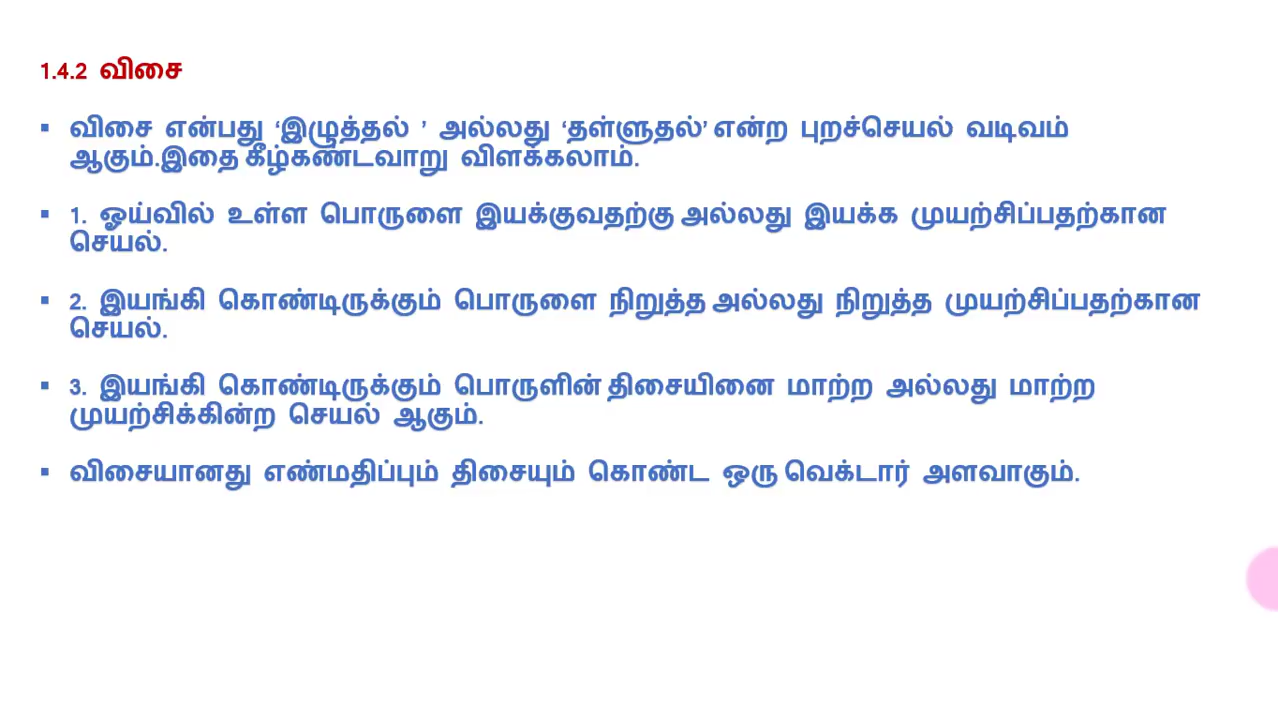 1.4.2 விசை
▪ விசை என்பது ‘இழுத்தல் ’ அல்லது ‘தள்ளுதல்’ என்ற புறச்செயல் வடிவம்
ஆகும்.இதை கீழ்கண்டவாறு விளக்கலாம்.
▪ 1. ஓய்வில் உள்ள பொருளை இயக்குவதற்கு அல்லது இயக்க முயற்சிப்பதற்கான
செயல்.
▪ 2. இயங்கி கொண்டிருக்கும் பொருளை நிறுத்த அல்லது நிறுத்த முயற்சிப்பதற்கான
செயல்.
▪ 3. இயங்கி கொண்டிருக்கும் பொருளின் திசையினை மாற்ற அல்லது மாற்ற
முயற்சிக்கின்ற செயல் ஆகும்.
▪ விசையானது எண்மதிப்பும் திசையும் கொண்ட ஒரு வெக்டார் அளவாகும்.